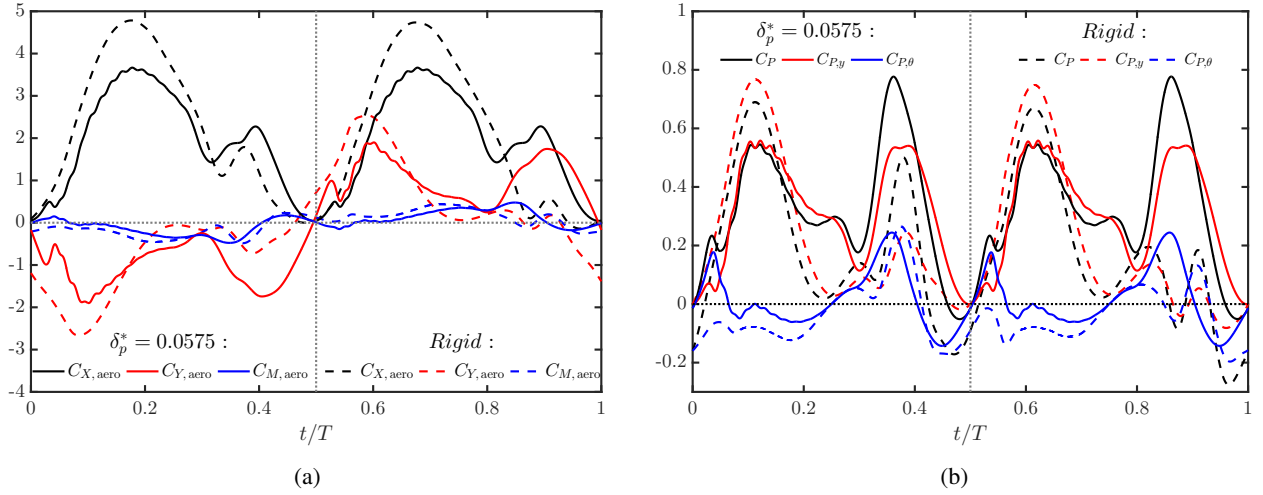 5
4
3
2
1
0
-1
-2
-3
-4
δ*p = 0.0575 : Rigid :
CX, aero CY, aero CM, aero CX, aero CY, aero CM, aero
0 0.2 0.4 0.6 0.8 1
t/T
(a)
1
0.8
0.6
0.4
0.2
0
-0.2
δ*p = 0.0575 : Rigid :
CP CP,y CP,θ CP CP,y CP,θ
0 0.2 0.4 0.6 0.8 1
t/T
(b)